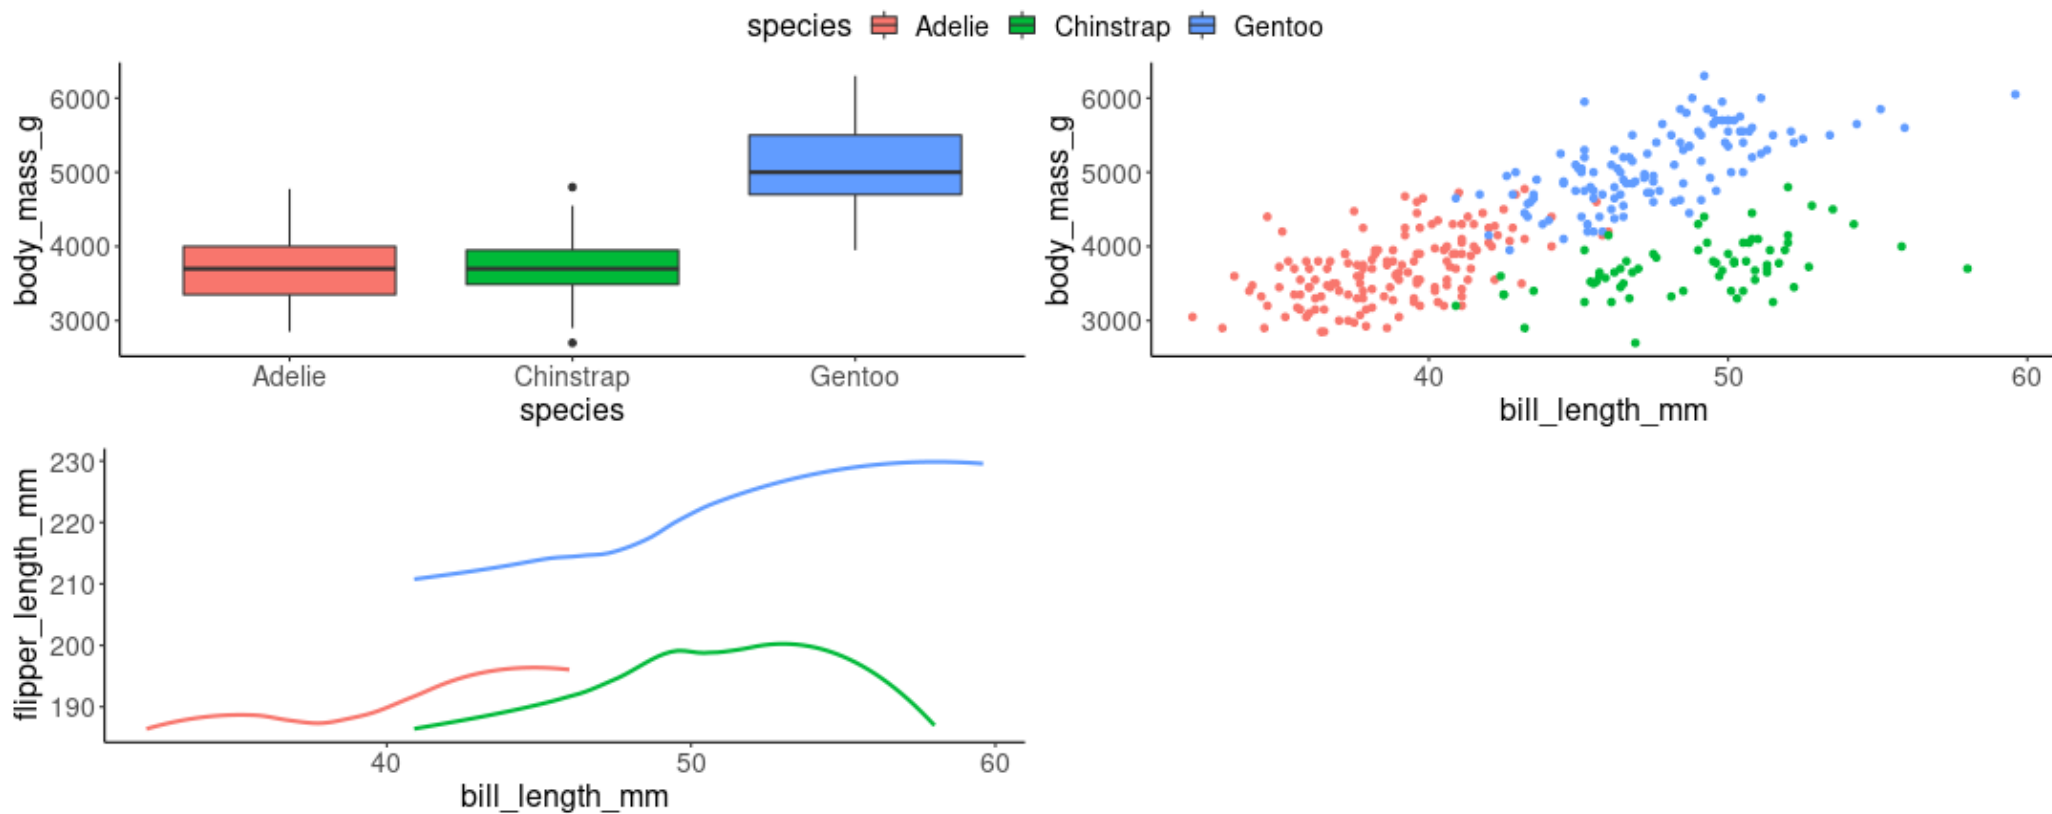 species Adelie Chinstrap Gentoo
body_mass_g
6000
5000
4000
3000
Adelie Chinstrap Gentoo
species
body_mass_g
6000
5000
4000
3000
40 50 60
bill_length_mm
flipper_length_mm
230
220
210
200
190
40 50 60
bill_length_mm